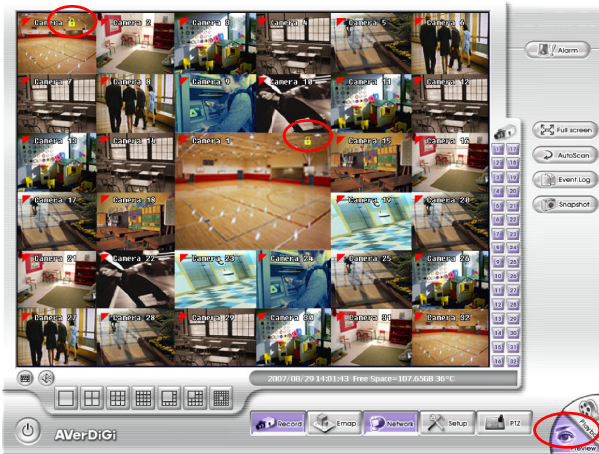 Camera
Camera 2
Camera 3
Camera 4
Camera 5
Camera 6
Alarm
Camera 7
Camera 8
Camera 9
Camera 10
Camera 11
Camera 12
Full screen
Camera 13
Camera 14
Camera 1
Camera 15
Camera 16
AutoScan
Event Log
Snapshot
Camera 17
Camera 18
Camera 19
Camera 20
Camera 21
Camera 22
Camera 23
Camera 24
Camera 25
Camera 26
Camera 27
Camera 28
Camera 29
Camera 30
Camera 31
Camera 32
1 17
2 18
3 19
4 20
5 21
6 22
7 23
8 24
9 25
10 26
11 27
12 28
13 29
14 30
15 31
16 32
2007/08/29 14:01:43 Free Space=107.65GB 36°C
AVerDiGi
Record
Emap
Network
Setup
PTZ
Playba
Preview